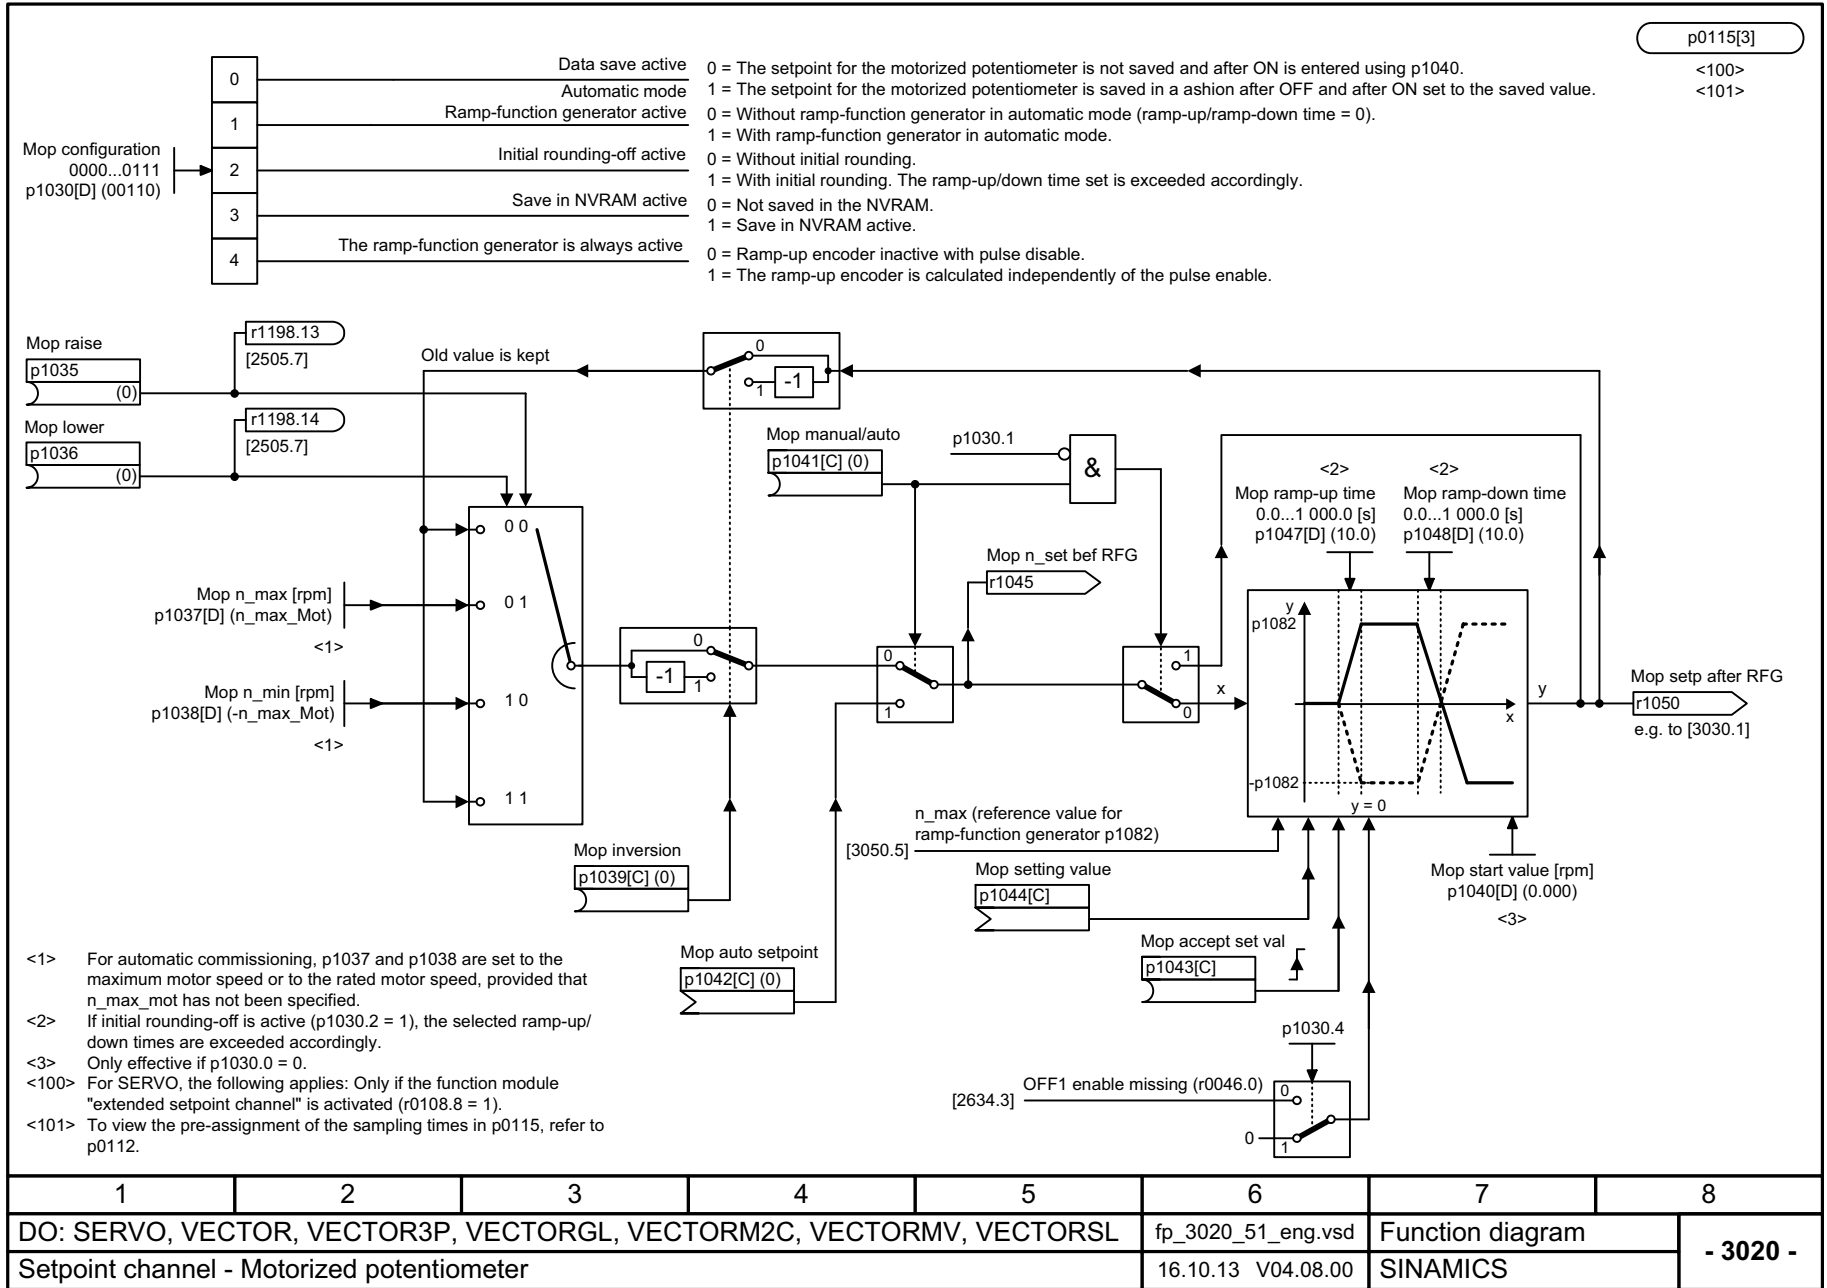 p0115[3]
<100>
<101>
0
1
2
3
4
Mop configuration
0000...0111
p1030[D] (00110)
Data save active
Automatic mode
Ramp-function generator active
Initial rounding-off active
Save in NVRAM active
The ramp-function generator is always active
0 = The setpoint for the motorized potentiometer is not saved and after ON is entered using p1040.
1 = The setpoint for the motorized potentiometer is saved in a ashion after OFF and after ON set to the saved value.
0 = Without ramp-function generator in automatic mode (ramp-up/ramp-down time = 0).
1 = With ramp-function generator in automatic mode.
0 = Without initial rounding.
1 = With initial rounding. The ramp-up/down time set is exceeded accordingly.
0 = Not saved in the NVRAM.
1 = Save in NVRAM active.
0 = Ramp-up encoder inactive with pulse disable.
1 = The ramp-up encoder is calculated independently of the pulse enable.
Mop raise
p1035
(0)
r1198.13
[2505.7]
Mop lower
p1036
(0)
r1198.14
[2505.7]
Old value is kept
0
1
-1
Mop manual/auto
p1041[C] (0)
p1030.1
&
<2>
Mop ramp-up time
0.0...1 000.0 [s]
p1047[D] (10.0)
<2>
Mop ramp-down time
0.0...1 000.0 [s]
p1048[D] (10.0)
0 0
0 1
1 0
1 1
Mop n_max [rpm]
p1037[D] (n_max_Mot)
<1>
Mop n_min [rpm]
p1038[D] (-n_max_Mot)
<1>
0
-1
1
0
1
Mop n_set bef RFG
r1045
1
0
x
y
p1082
x
-p1082
y = 0
y
Mop setp after RFG
r1050
e.g. to [3030.1]
Mop inversion
p1039[C] (0)
n_max (reference value for
ramp-function generator p1082)
[3050.5]
Mop setting value
p1044[C]
Mop start value [rpm]
p1040[D] (0.000)
<3>
Mop auto setpoint
p1042[C] (0)
Mop accept set val
p1043[C]
p1030.4
OFF1 enable missing (r0046.0)
[2634.3]
0
0
1
<1> For automatic commissioning, p1037 and p1038 are set to the
maximum motor speed or to the rated motor speed, provided that
n_max_mot has not been specified.
<2> If initial rounding-off is active (p1030.2 = 1), the selected ramp-up/
down times are exceeded accordingly.
<3> Only effective if p1030.0 = 0.
<100> For SERVO, the following applies: Only if the function module
"extended setpoint channel" is activated (r0108.8 = 1).
<101> To view the pre-assignment of the sampling times in p0115, refer to
p0112.
1 2 3 4 5 6 7 8
DO: SERVO, VECTOR, VECTOR3P, VECTORGL, VECTORM2C, VECTORMV, VECTORSL
fp_3020_51_eng.vsd
Function diagram
- 3020 -
Setpoint channel - Motorized potentiometer
16.10.13 V04.08.00
SINAMICS